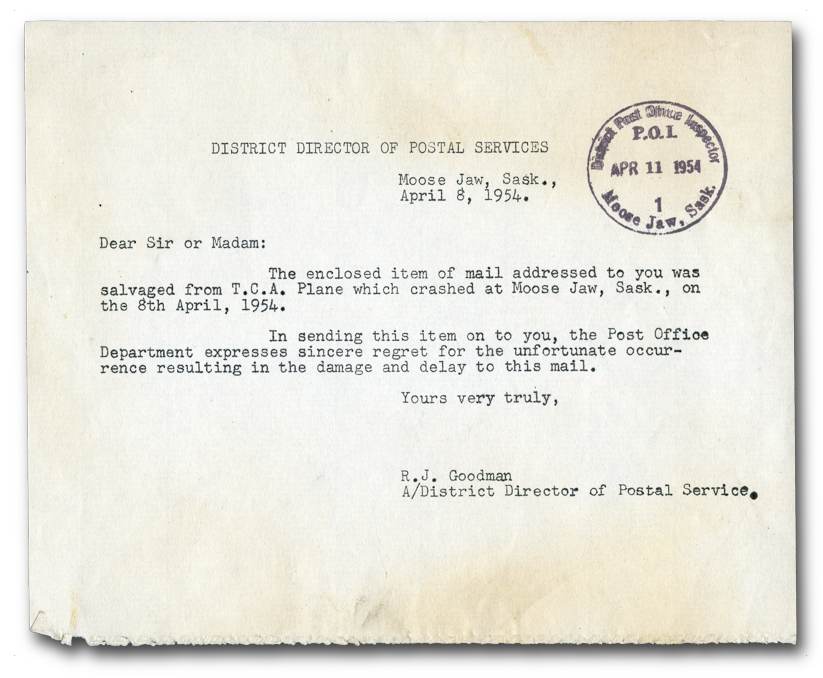 DISTRICT DIRECTOR OF POSTAL SERVICES
District Post Office Inspector
P.O.I.
APR 11 1954
1
Moose Jaw, Sask.
Moose Jaw, Sask.,
April 8, 1954.
Dear Sir or Madam:
The enclosed item of mail addressed to you was
salvaged from T.C.A. Plane which crashed at Moose Jaw, Sask., on
the 8th April, 1954.
In sending this item on to you, the Post Office
Department expresses sincere regret for the unfortunate occur-
rence resulting in the damage and delay to this mail.
Yours very truly,
R.J. Goodman
A/District Director of Postal Service.